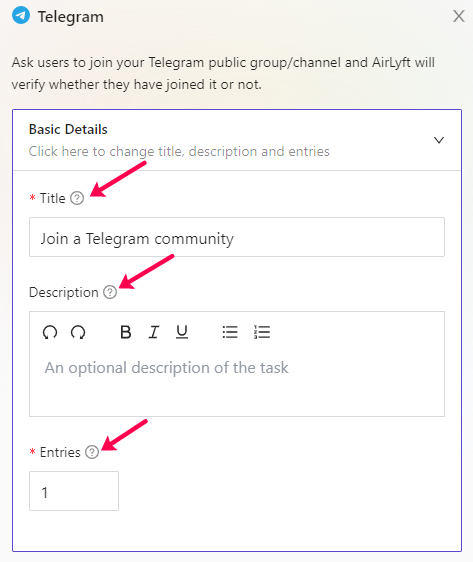 Telegram
Ask users to join your Telegram public group/channel and AirLyft will
verify whether they have joined it or not.
Basic Details
Click here to change title, description and entries
* Title
Join a Telegram community
Description
B I U
An optional description of the task
* Entries
1